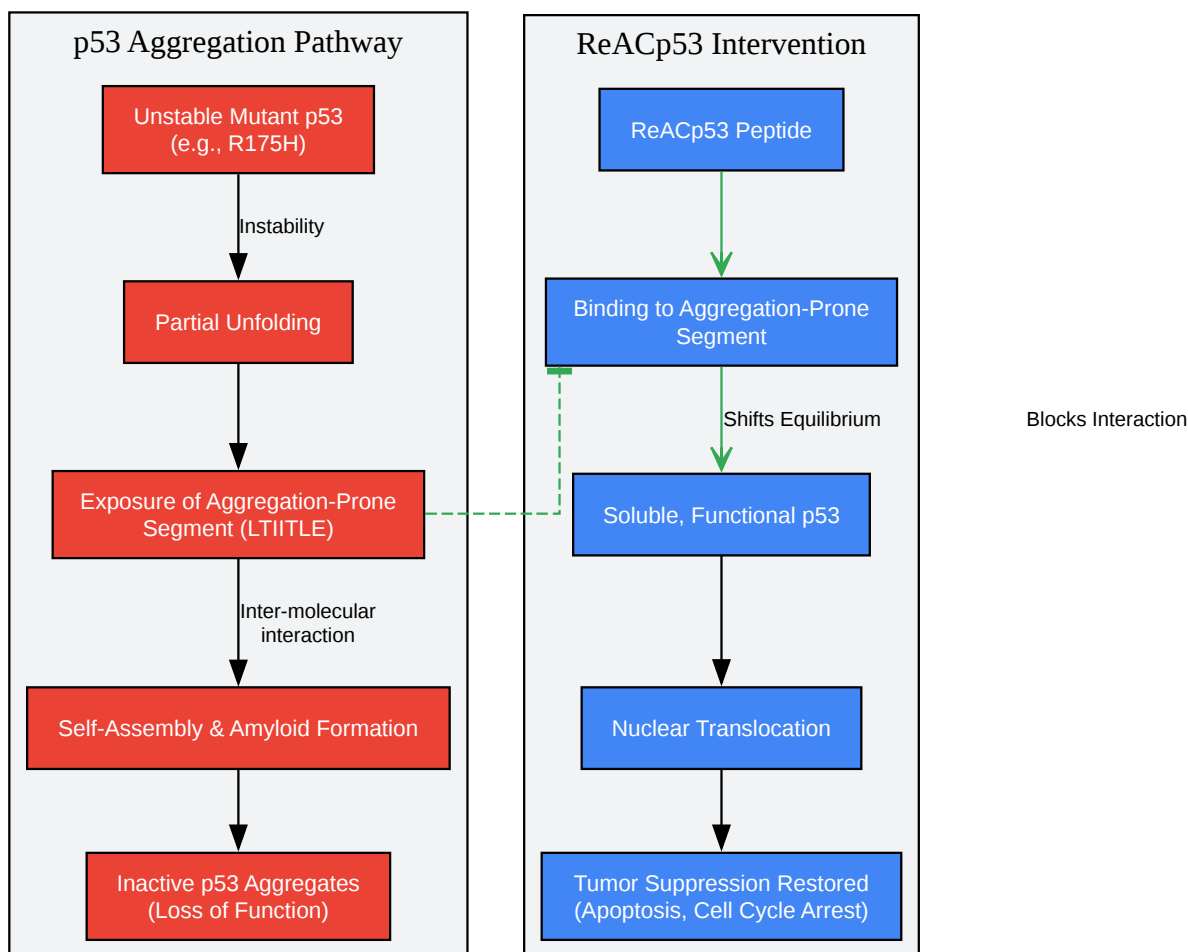 p53 Aggregation Pathway
Unstable Mutant p53
(e.g., R175H)
Instability
Partial Unfolding
Exposure of Aggregation-Prone
Segment (LTIITLE)
Inter-molecular
interaction
Self-Assembly & Amyloid Formation
Inactive p53 Aggregates
(Loss of Function)
ReACp53 Intervention
ReACp53 Peptide
Binding to Aggregation-Prone
Segment
Shifts Equilibrium
Soluble, Functional p53
Nuclear Translocation
Tumor Suppression Restored
(Apoptosis, Cell Cycle Arrest)
Blocks Interaction